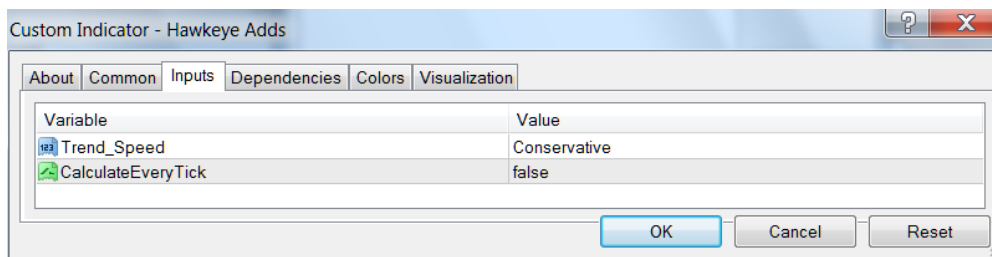 Custom Indicator - Hawkeye Adds
About Common Inputs Dependencies Colors Visualization
Variable Value
123 Trend_Speed Conservative
CalculateEveryTick false
OK Cancel Reset